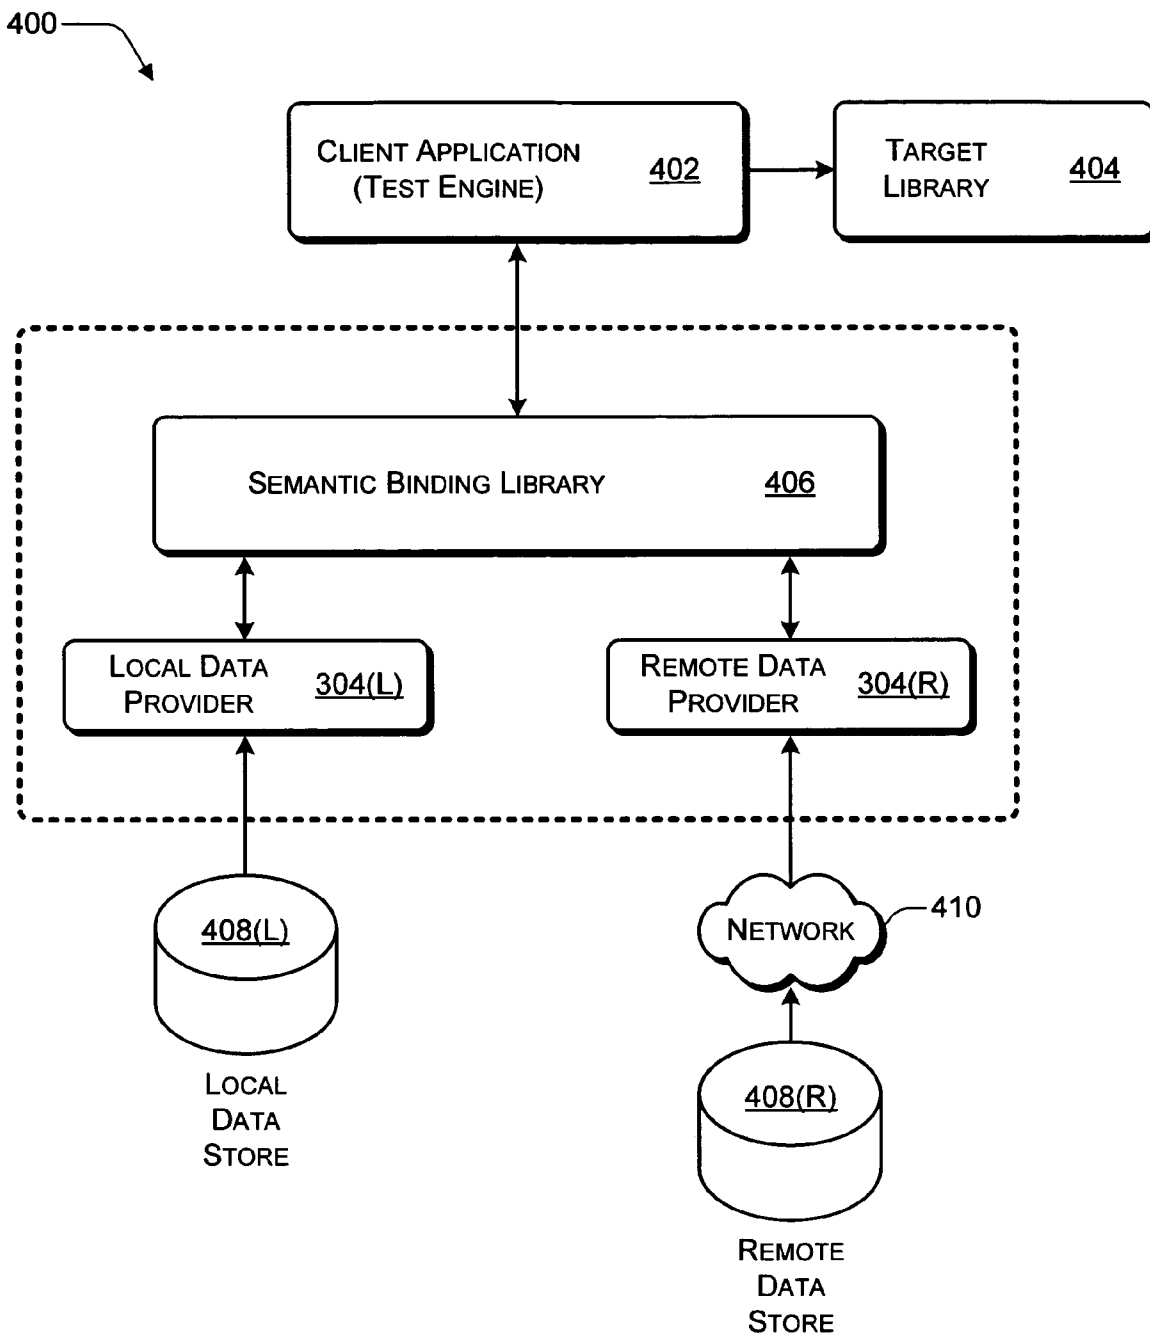 400
CLIENT APPLICATION
(TEST ENGINE)
402
TARGET
LIBRARY
404
SEMANTIC BINDING LIBRARY
406
LOCAL DATA
PROVIDER
304(L)
REMOTE DATA
PROVIDER
304(R)
408(L)
LOCAL
DATA
STORE
NETWORK
410
408(R)
REMOTE
DATA
STORE